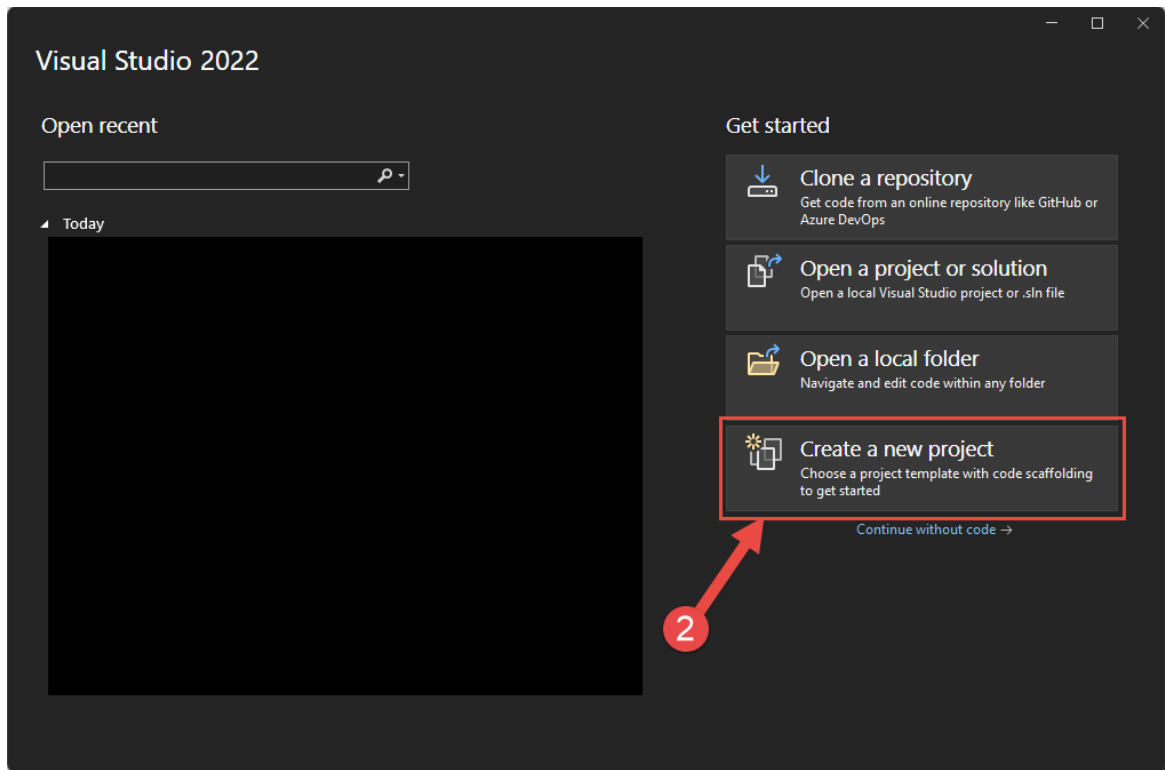 Visual Studio 2022
Open recent
Today
Get started
Clone a repository
Get code from an online repository like GitHub or
Azure DevOps
Open a project or solution
Open a local Visual Studio project or .sln file
Open a local folder
Navigate and edit code within any folder
Create a new project
Choose a project template with code scaffolding
to get started
Continue without code →
2